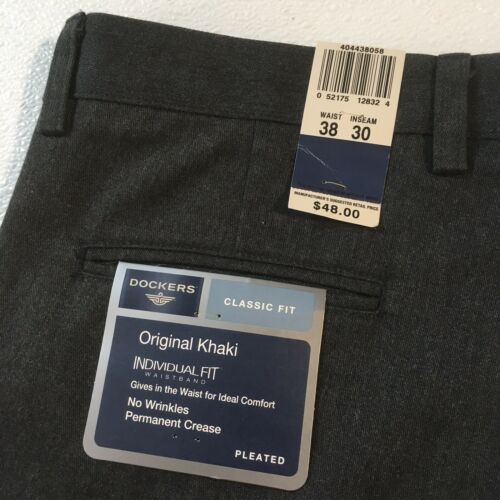 404438058
0 52175 12832 4
WAIST INSEAM
38 30
MANUFACTURER'S SUGGESTED RETAIL PRICE
$48.00
DOCKERS
CLASSIC FIT
Original Khaki
INDIVIDUAL FIT
WAISTBAND
Gives in the Waist for Ideal Comfort
No Wrinkles
Permanent Crease
PLEATED